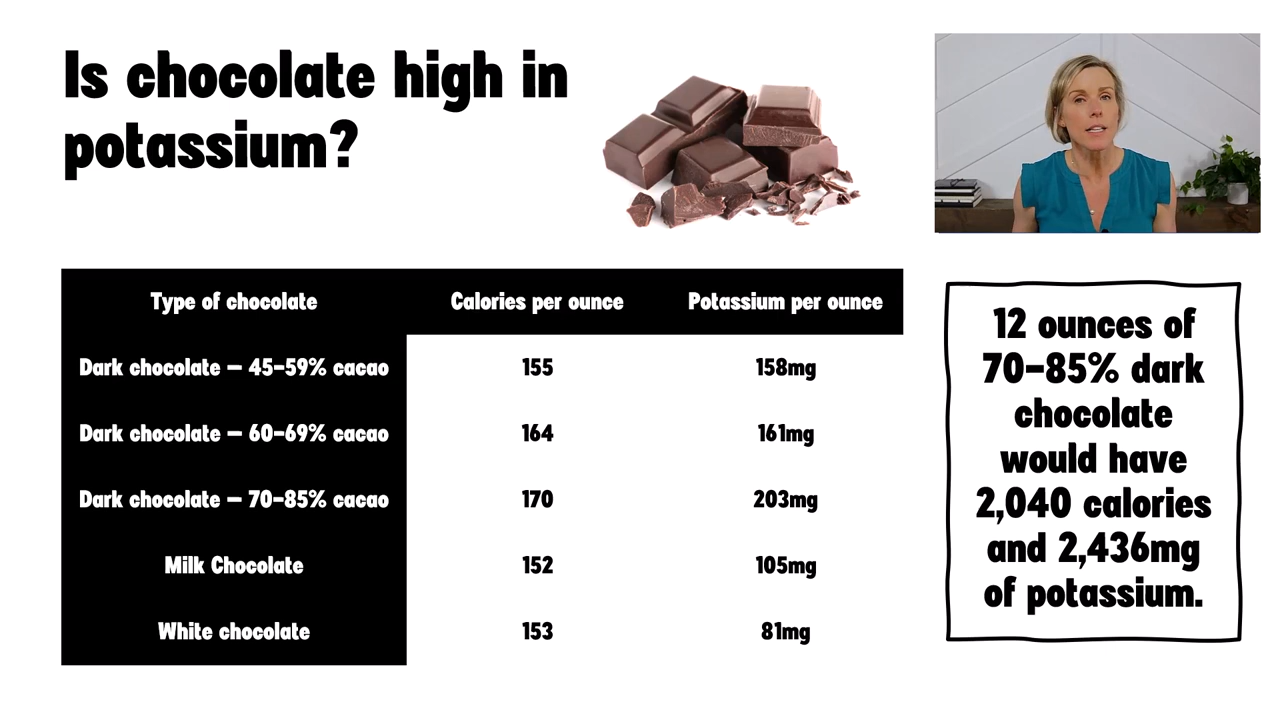 Is chocolate high in
potassium?
Type of chocolate Calories per ounce Potassium per ounce
Dark chocolate – 45–59% cacao 155 158mg
Dark chocolate – 60–69% cacao 164 161mg
Dark chocolate – 70–85% cacao 170 203mg
Milk Chocolate 152 105mg
White chocolate 153 81mg
12 ounces of
70–85% dark
chocolate
would have
2,040 calories
and 2,436mg
of potassium.